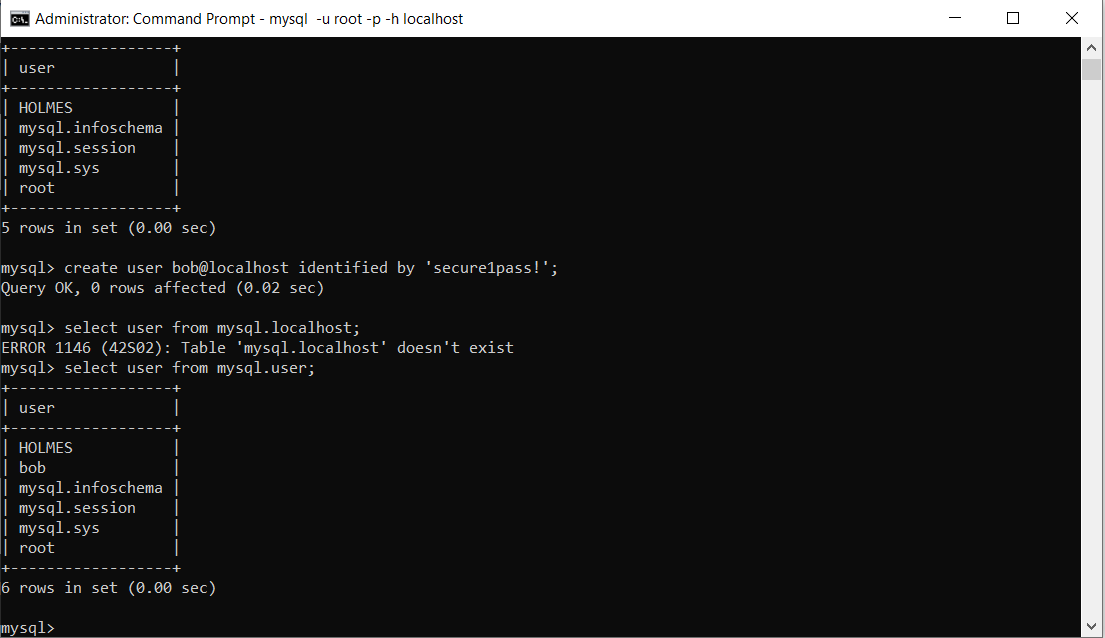 Administrator: Command Prompt - mysql  -u root -p -h localhost
+------------------+
| user             |
+------------------+
| HOLMES           |
| mysql.infoschema |
| mysql.session    |
| mysql.sys        |
| root             |
+------------------+
5 rows in set (0.00 sec)
mysql> create user bob@localhost identified by 'secure1pass!';
Query OK, 0 rows affected (0.02 sec)
mysql> select user from mysql.localhost;
ERROR 1146 (42S02): Table 'mysql.localhost' doesn't exist
mysql> select user from mysql.user;
+------------------+
| user             |
+------------------+
| HOLMES           |
| bob              |
| mysql.infoschema |
| mysql.session    |
| mysql.sys        |
| root             |
+------------------+
6 rows in set (0.00 sec)
mysql>